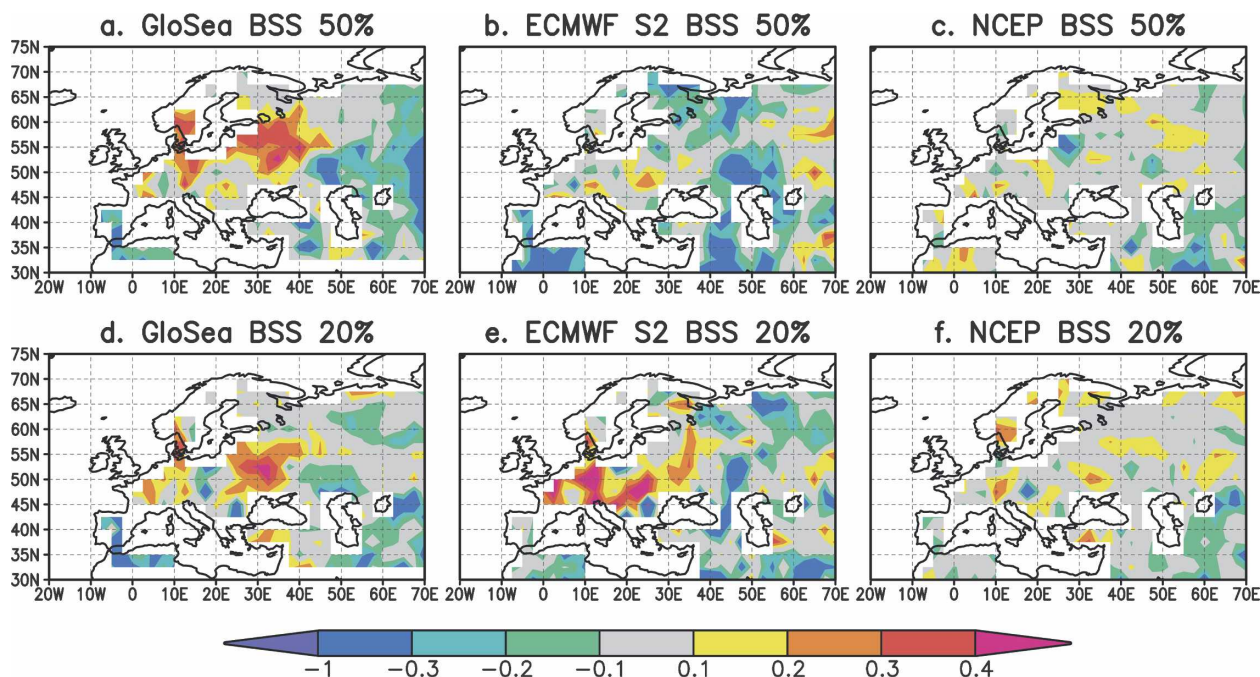 a. GloSea BSS 50% b. ECMWF S2 BSS 50% c. NCEP BSS 50%
75N
70N
65N
60N
55N
50N
45N
40N
35N
30N
20W 10W 0 10E 20E 30E 40E 50E 60E 70E 20W 10W 0 10E 20E 30E 40E 50E 60E 70E 20W 10W 0 10E 20E 30E 40E 50E 60E 70E
d. GloSea BSS 20% e. ECMWF S2 BSS 20% f. NCEP BSS 20%
75N
70N
65N
60N
55N
50N
45N
40N
35N
30N
20W 10W 0 10E 20E 30E 40E 50E 60E 70E 20W 10W 0 10E 20E 30E 40E 50E 60E 70E 20W 10W 0 10E 20E 30E 40E 50E 60E 70E
−1 −0.3 −0.2 −0.1 0.1 0.2 0.3 0.4